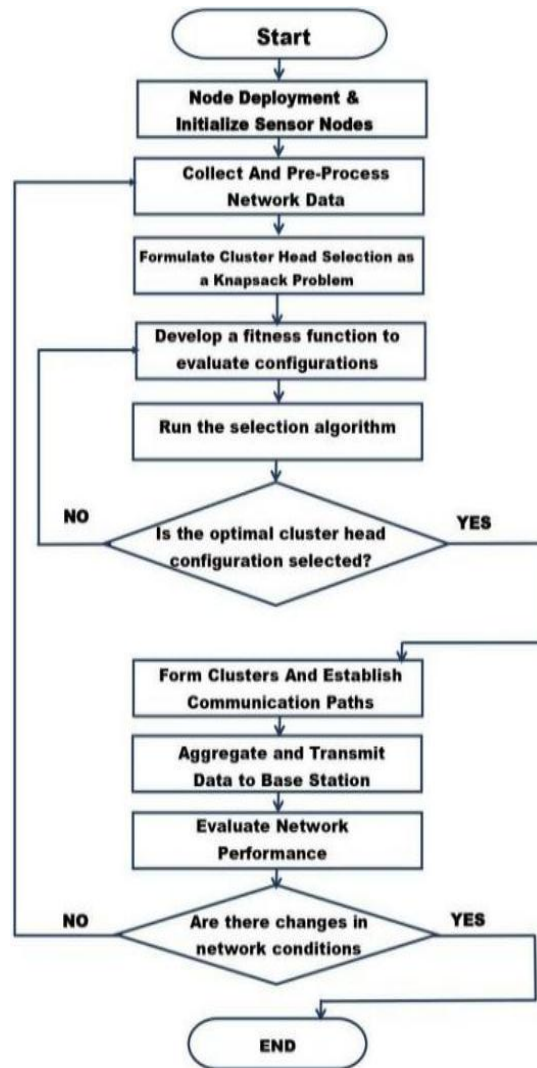 Start
Node Deployment &
Initialize Sensor Nodes
Collect And Pre-Process
Network Data
Formulate Cluster Head Selection as
a Knapsack Problem
Develop a fitness function to
evaluate configurations
Run the selection algorithm
NO
YES
Is the optimal cluster head
configuration selected?
Form Clusters And Establish
Communication Paths
Aggregate and Transmit
Data to Base Station
Evaluate Network
Performance
NO
YES
Are there changes in
network conditions
END